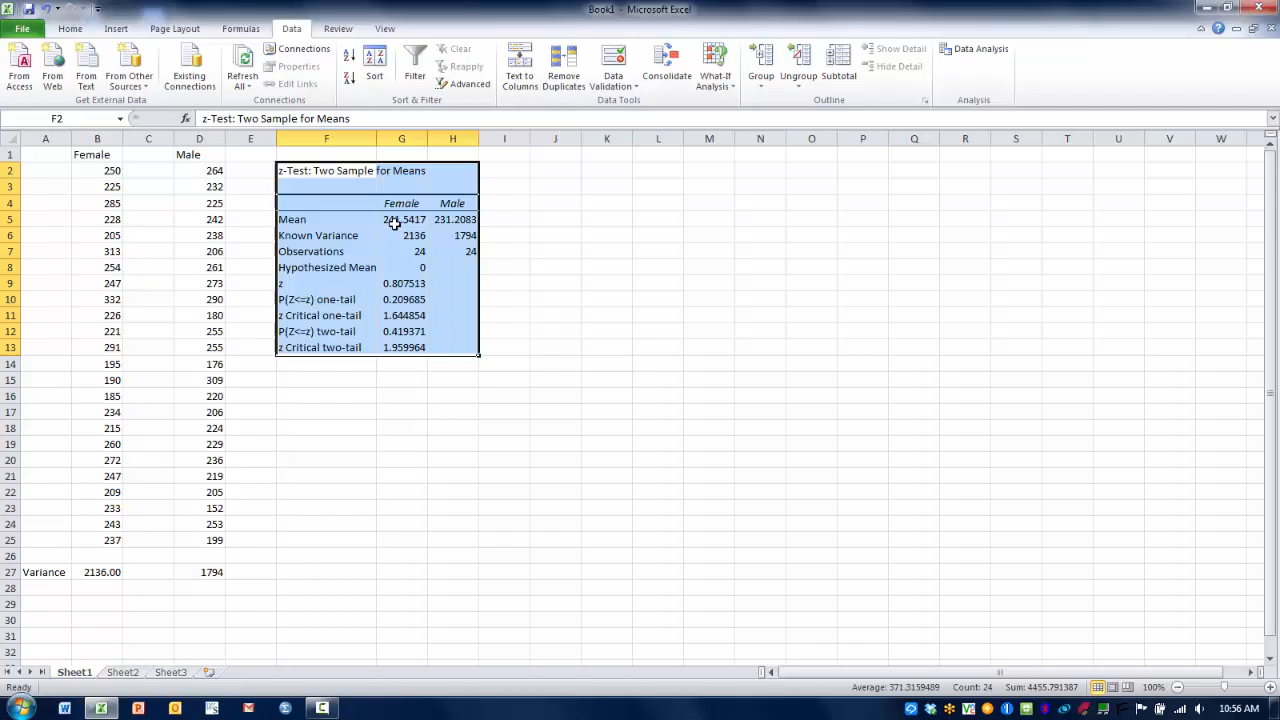 Book1 - Microsoft Excel
File Home Insert Page Layout Formulas Data Review View
From Access
From Web
From Text
From Other Sources
Existing Connections
Get External Data
Refresh All
Connections
Properties
Edit Links
Connections
Sort
Filter
Clear
Reapply
Advanced
Sort & Filter
Text to Columns
Remove Duplicates
Data Validation
Consolidate
What-If Analysis
Data Tools
Group
Ungroup
Subtotal
Show Detail
Hide Detail
Outline
Data Analysis
Analysis
F2 fx z-Test: Two Sample for Means
A B C D E F G H I J K L M N O P Q R S T U V W
1 Female Male
2 250 264 z-Test: Two Sample for Means
3 225 232
4 285 225 Female Male
5 228 242 Mean 241.5417 231.2083
6 205 238 Known Variance 2136 1794
7 313 206 Observations 24 24
8 254 261 Hypothesized Mean 0
9 247 273 z 0.807513
10 332 290 P(Z<=z) one-tail 0.209685
11 226 180 z Critical one-tail 1.644854
12 221 255 P(Z<=z) two-tail 0.419371
13 291 255 z Critical two-tail 1.959964
14 195 176
15 190 309
16 185 220
17 234 206
18 215 224
19 260 229
20 272 236
21 247 219
22 209 205
23 233 152
24 243 253
25 237 199
26
27 Variance 2136.00 1794
28
29
30
31
32
Sheet1 Sheet2 Sheet3
Ready Average: 371.3159489 Count: 24 Sum: 4455.791387 100%
10:56 AM